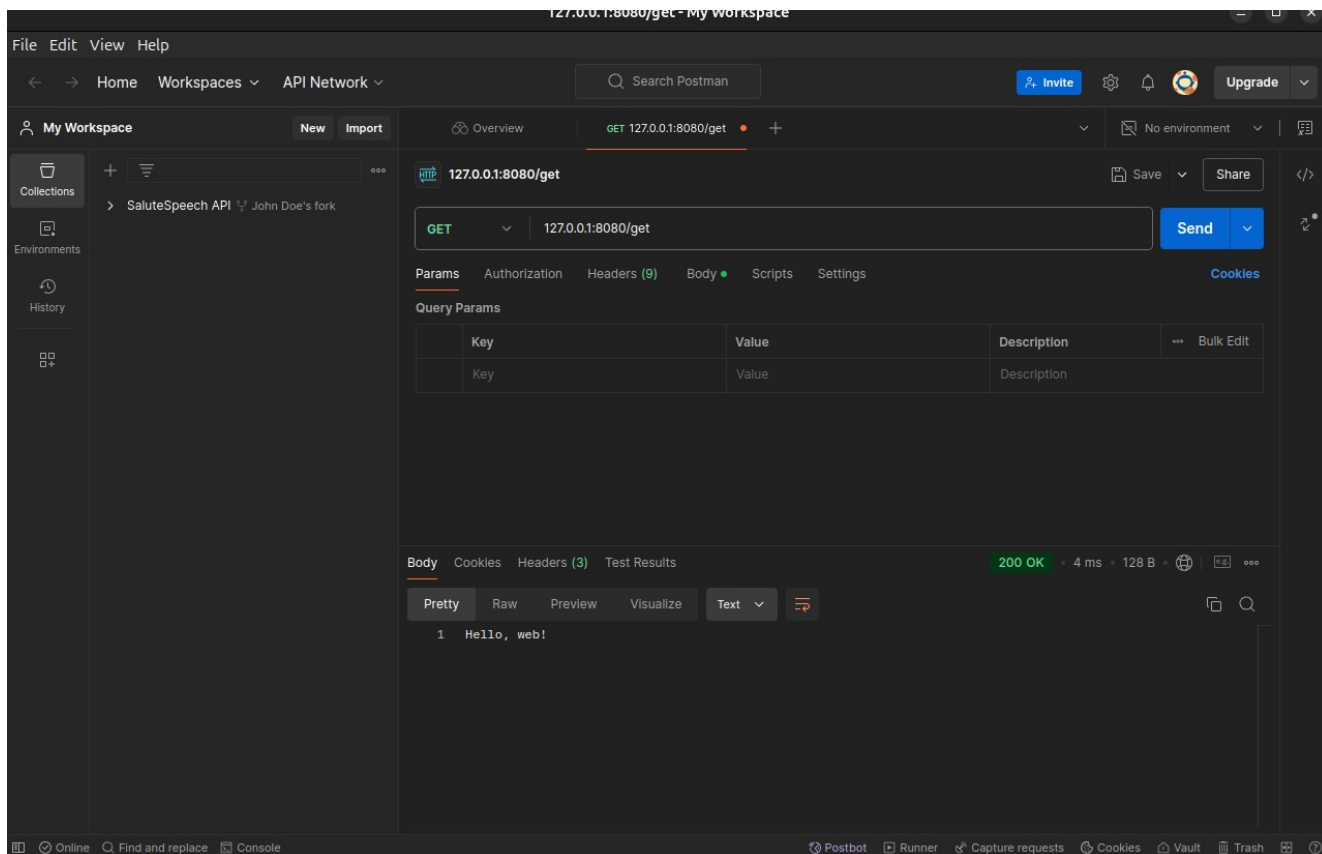 127.0.0.1:8080/get - My Workspace
File Edit View Help
Home Workspaces API Network Search Postman Invite Upgrade
My Workspace New Import Overview GET 127.0.0.1:8080/get No environment
Collections
Environments
History
SaluteSpeech API John Doe's fork
HTTP 127.0.0.1:8080/get Save Share
GET 127.0.0.1:8080/get Send
Params Authorization Headers (9) Body Scripts Settings Cookies
Query Params
Key Value Description Bulk Edit
Key Value Description
Body Cookies Headers (3) Test Results 200 OK 4 ms 128 B
Pretty Raw Preview Visualize Text
1 Hello, web!
Online Find and replace Console Postbot Runner Capture requests Cookies Vault Trash